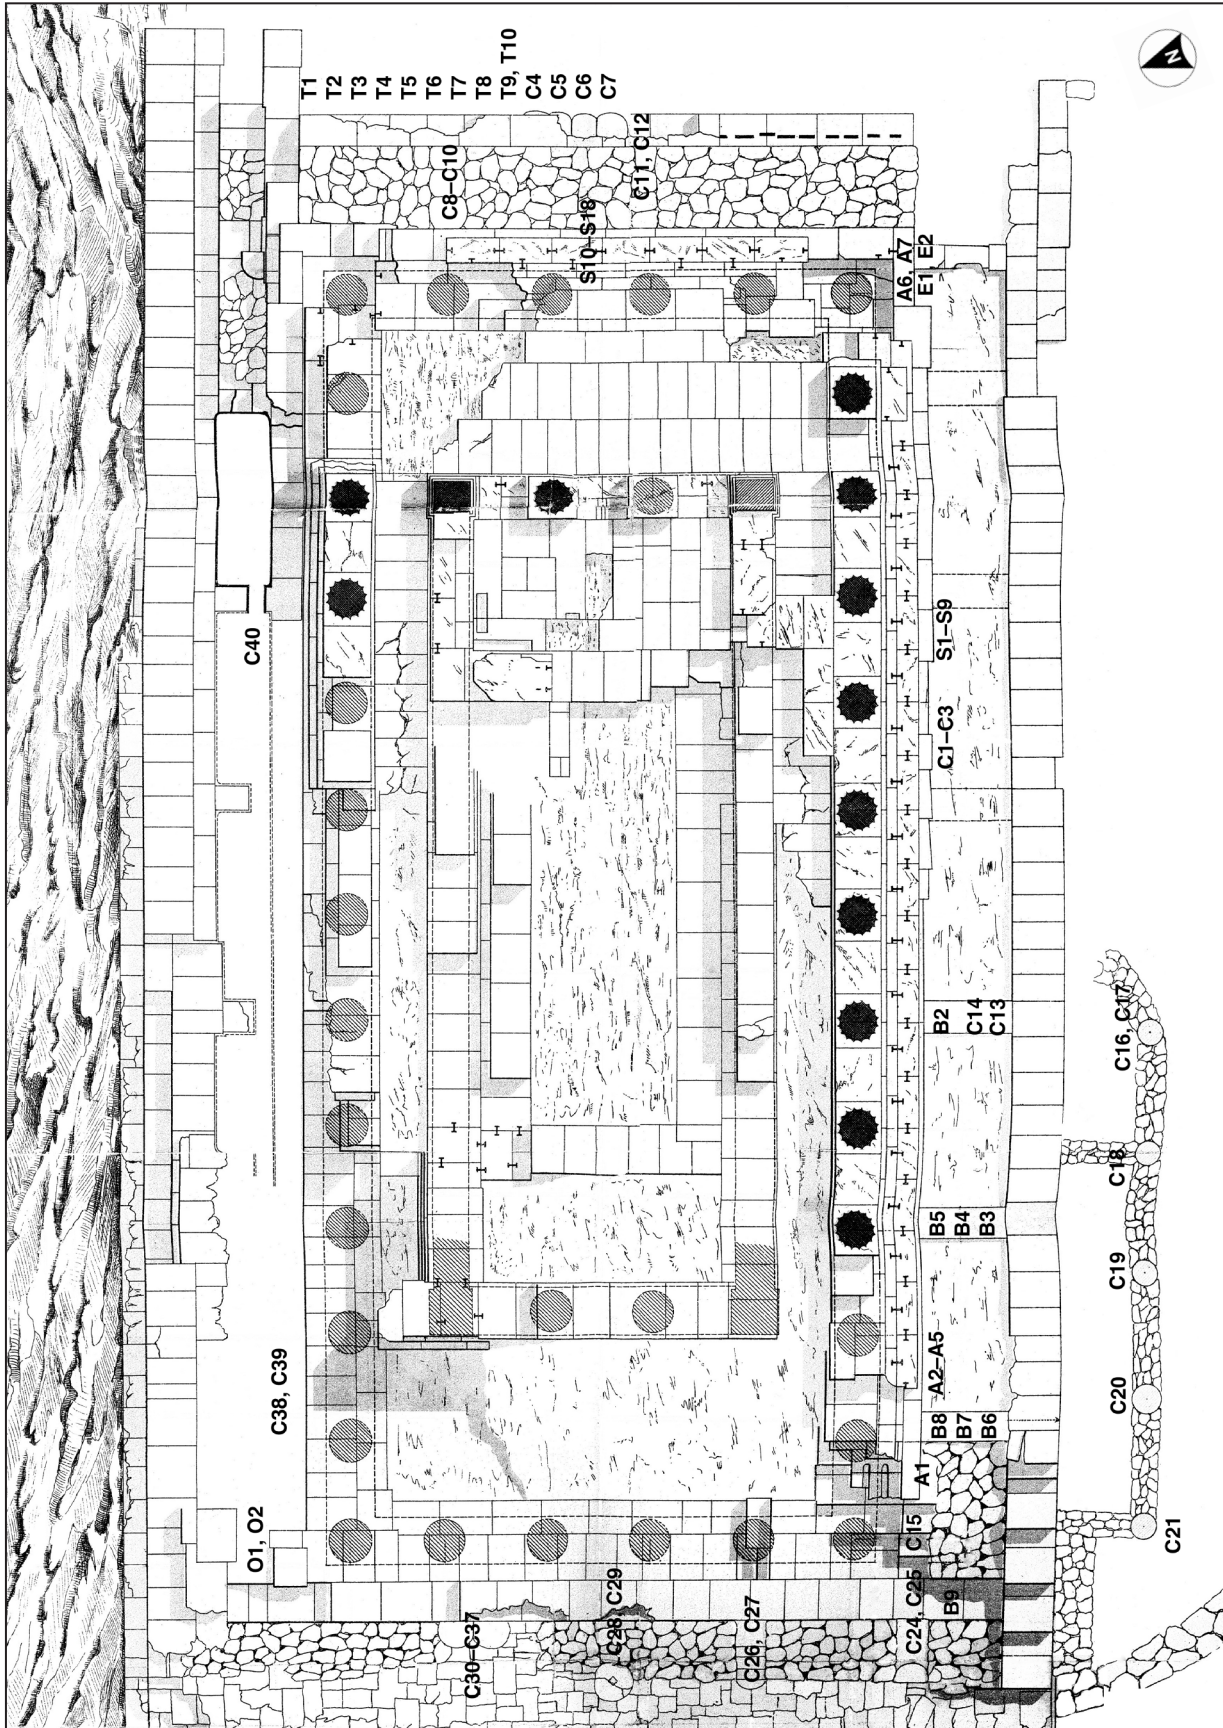 N
T1
T2
T3
T4
T5
T6
T7
T8
T9, T10
C4
C5
C6
C7
C8–C10
C11, C12
S10–S18
A6, A7
E1 E2
C40
S1–S9
C1–C3
B2
C14
C13
C16, C17
C18
B5
B4
B3
C19
A2–A5
C38, C39
C20
B8
B7
B6
A1
O1, O2
C15
C21
C28, C29
C24, C25
B9
C30–C37
C26, C27